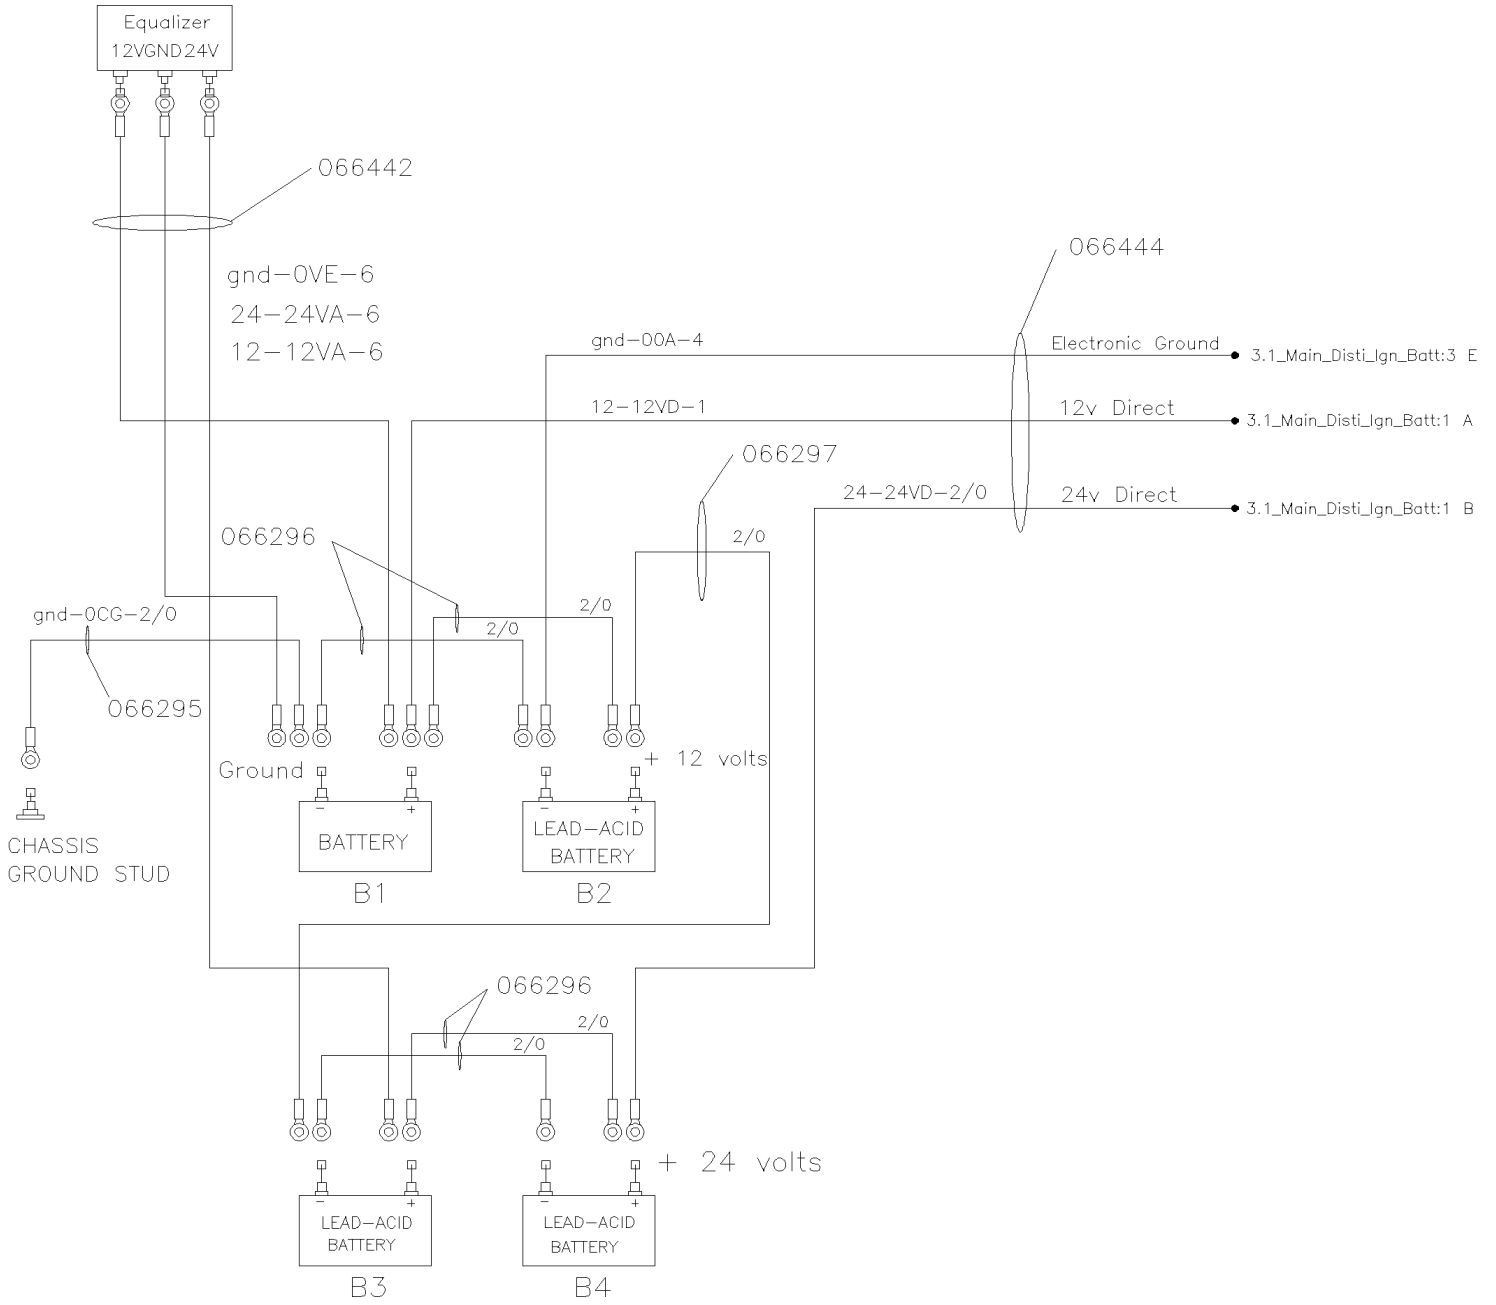 Equalizer
12VGND24V
066442
gnd-0VE-6
24-24VA-6
12-12VA-6
066444
gnd-00A-4
Electronic Ground
3.1_Main_Disti_Ign_Batt:3 E
12-12VD-1
12v Direct
3.1_Main_Disti_Ign_Batt:1 A
066297
24-24VD-2/0
24v Direct
3.1_Main_Disti_Ign_Batt:1 B
066296
2/0
gnd-0CG-2/0
2/0
2/0
066295
Ground
+ 12 volts
- +
- +
CHASSIS
GROUND STUD
BATTERY
LEAD-ACID
BATTERY
B1
B2
066296
2/0
2/0
+ 24 volts
- +
- +
LEAD-ACID
BATTERY
LEAD-ACID
BATTERY
B3
B4